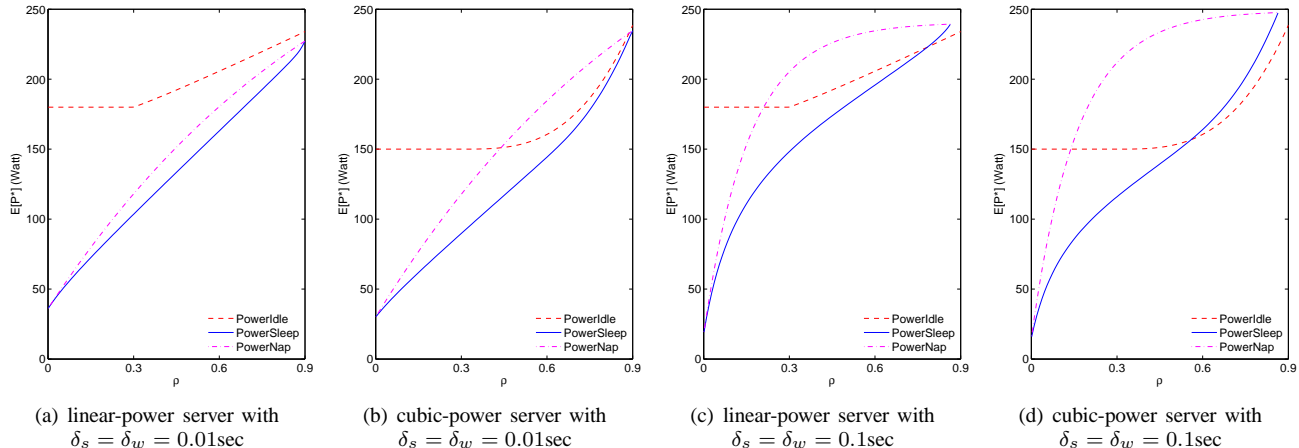 250
200
150
100
50
0
E[P*] (Watt)
0 0.3 0.6 0.9
ρ
PowerIdle
PowerSleep
PowerNap
(a) linear-power server with
δs = δw = 0.01sec
250
200
150
100
50
0
E[P*] (Watt)
0 0.3 0.6 0.9
ρ
PowerIdle
PowerSleep
PowerNap
(b) cubic-power server with
δs = δw = 0.01sec
250
200
150
100
50
0
E[P*] (Watt)
0 0.3 0.6 0.9
ρ
PowerIdle
PowerSleep
PowerNap
(c) linear-power server with
δs = δw = 0.1sec
250
200
150
100
50
0
E[P*] (Watt)
0 0.3 0.6 0.9
ρ
PowerIdle
PowerSleep
PowerNap
(d) cubic-power server with
δs = δw = 0.1sec